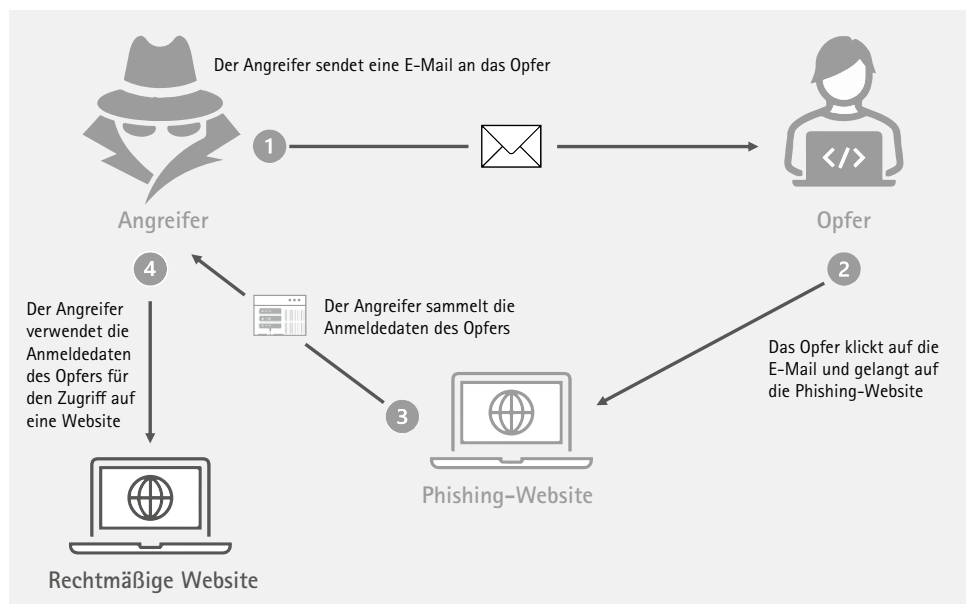 Der Angreifer sendet eine E-Mail an das Opfer
1
</>
Angreifer
Opfer
4
2
Der Angreifer
verwendet die
Anmeldedaten
des Opfers für
den Zugriff auf
eine Website
Der Angreifer sammelt die
Anmeldedaten des Opfers
Das Opfer klickt auf die
E-Mail und gelangt auf
die Phishing-Website
3
Phishing-Website
Rechtmäßige Website